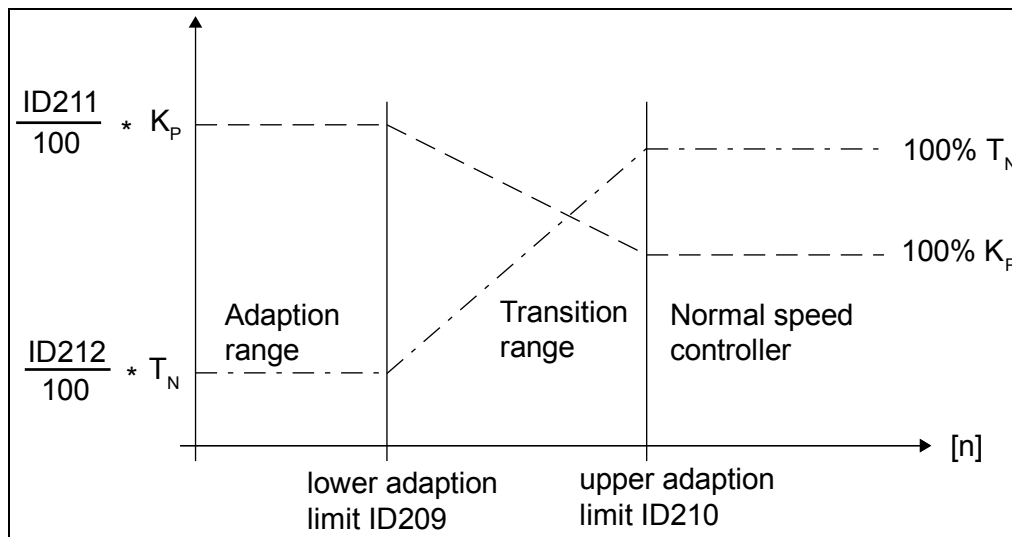 ID211
100
* K_P
100% T_N
100% K_P
Adaption
range
Transition
range
Normal speed
controller
ID212
100
* T_N
[n]
lower adaption
limit ID209
upper adaption
limit ID210